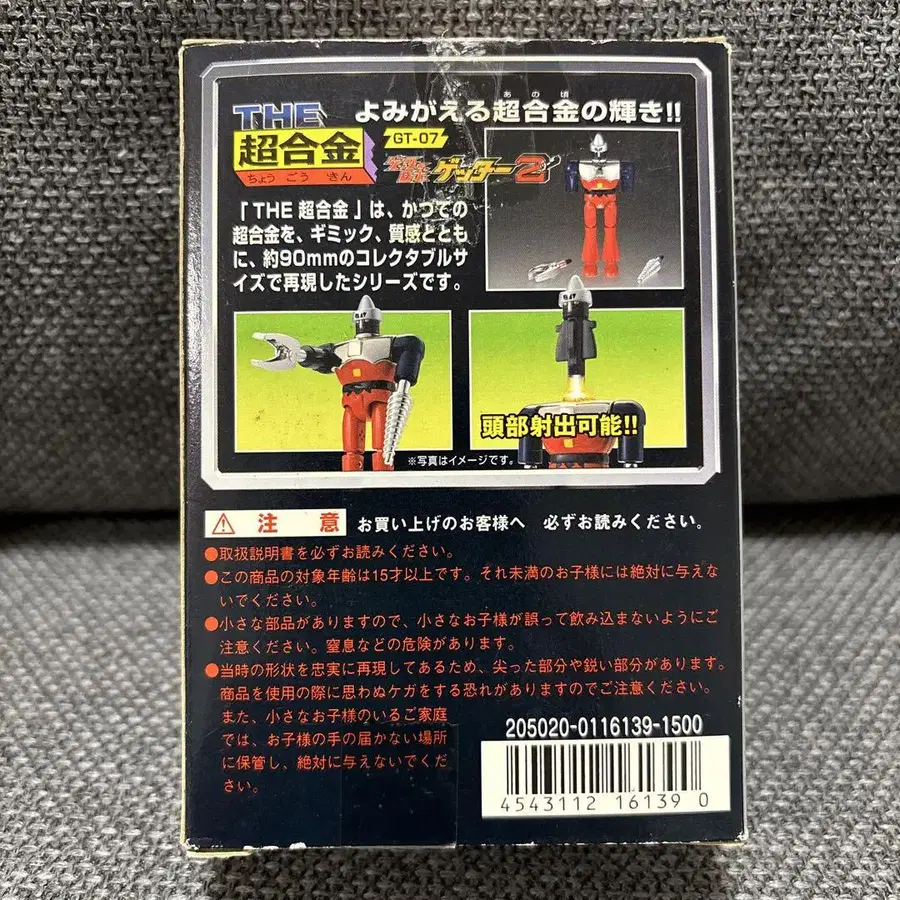 THE
超合金
ちょう ごう きん
あの頃
よみがえる超合金の輝き!!
GT-07
ゲッターロボ ゲッター2
「THE 超合金」は、かつての
超合金を、ギミック、質感ととも
に、約90mmのコレクタブルサ
イズで再現したシリーズです。
頭部射出可能!!
※写真はイメージです。
注 意 お買い上げのお客様へ 必ずお読みください。
●取扱説明書を必ずお読みください。
●この商品の対象年齢は15才以上です。それ未満のお子様には絶対に与えな
いでください。
●小さな部品がありますので、小さなお子様が誤って飲み込まないようにご
注意ください。窒息などの危険があります。
●当時の形状を忠実に再現してあるため、尖った部分や鋭い部分があります。
商品を使用の際に思わぬケガをする恐れがありますのでご注意ください。
また、小さなお子様のいるご家庭
では、お子様の手の届かない場所
に保管し、絶対に与えないでくだ
さい。
205020-0116139-1500
4543112 16139 0